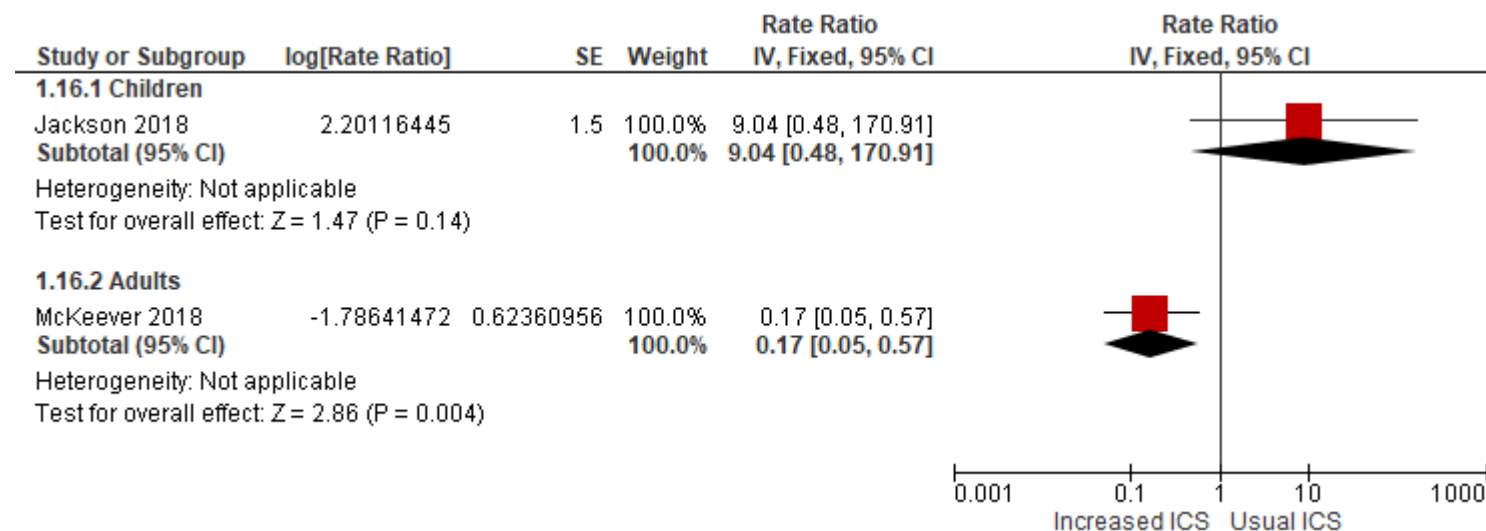 Rate Ratio Rate Ratio
Study or Subgroup log[Rate Ratio] SE Weight IV, Fixed, 95% CI IV, Fixed, 95% CI
1.16.1 Children
Jackson 2018 2.20116445 1.5 100.0% 9.04 [0.48, 170.91]
Subtotal (95% CI) 100.0% 9.04 [0.48, 170.91]
Heterogeneity: Not applicable
Test for overall effect: Z = 1.47 (P = 0.14)
1.16.2 Adults
McKeever 2018 -1.78641472 0.62360956 100.0% 0.17 [0.05, 0.57]
Subtotal (95% CI) 100.0% 0.17 [0.05, 0.57]
Heterogeneity: Not applicable
Test for overall effect: Z = 2.86 (P = 0.004)
0.001 0.1 1 10 1000
Increased ICS Usual ICS